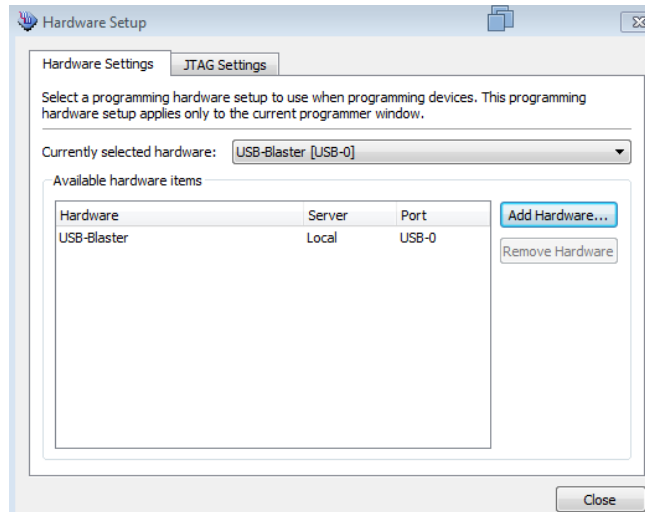 Hardware Setup
Hardware Settings JTAG Settings
Select a programming hardware setup to use when programming devices. This programming
hardware setup applies only to the current programmer window.
Currently selected hardware: USB-Blaster [USB-0]
Available hardware items
Hardware Server Port
USB-Blaster Local USB-0
Add Hardware...
Remove Hardware
Close